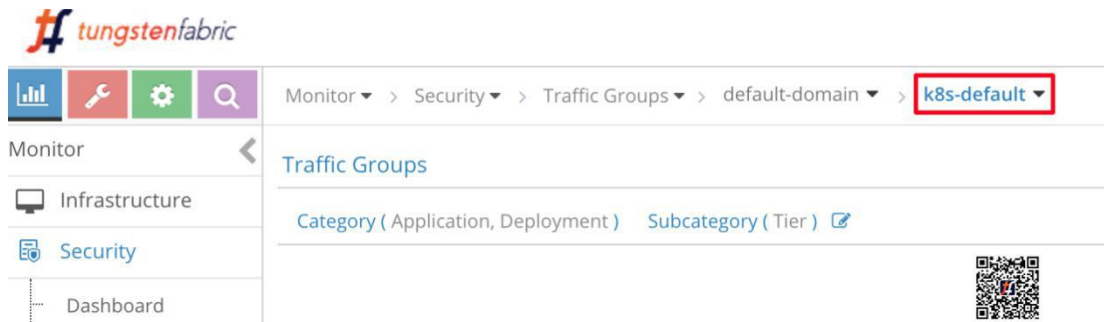 tungstenfabric
Monitor > Security > Traffic Groups > default-domain > k8s-default
Monitor
Traffic Groups
Infrastructure
Category ( Application, Deployment ) Subcategory ( Tier )
Security
Dashboard